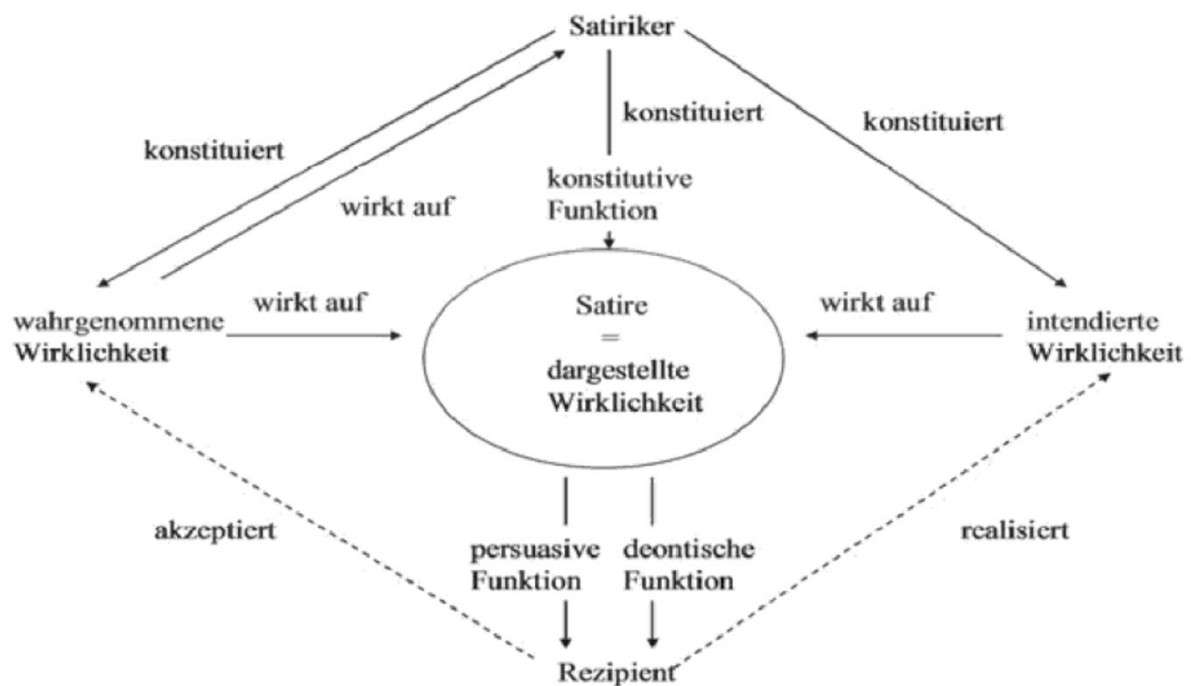 Satiriker
konstituiert
konstituiert
konstituiert
konstitutive
Funktion
wirkt auf
wirkt auf
wirkt auf
wahrgenommene
Wirklichkeit
Satire
=
dargestellte
Wirklichkeit
intendierte
Wirklichkeit
akzeptiert
realisiert
persuasive
Funktion
deontische
Funktion
Rezipient